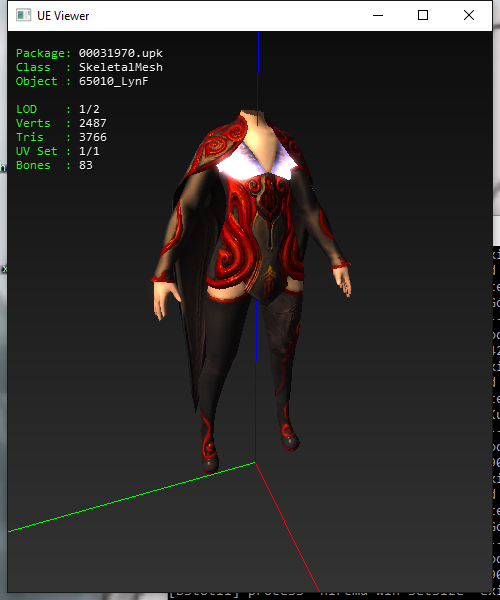 UE Viewer
Package: 00031970.upk
Class : SkeletalMesh
Object : 65010_LynF
LOD : 1/2
Verts : 2487
Tris : 3766
UV Set : 1/1
Bones : 83